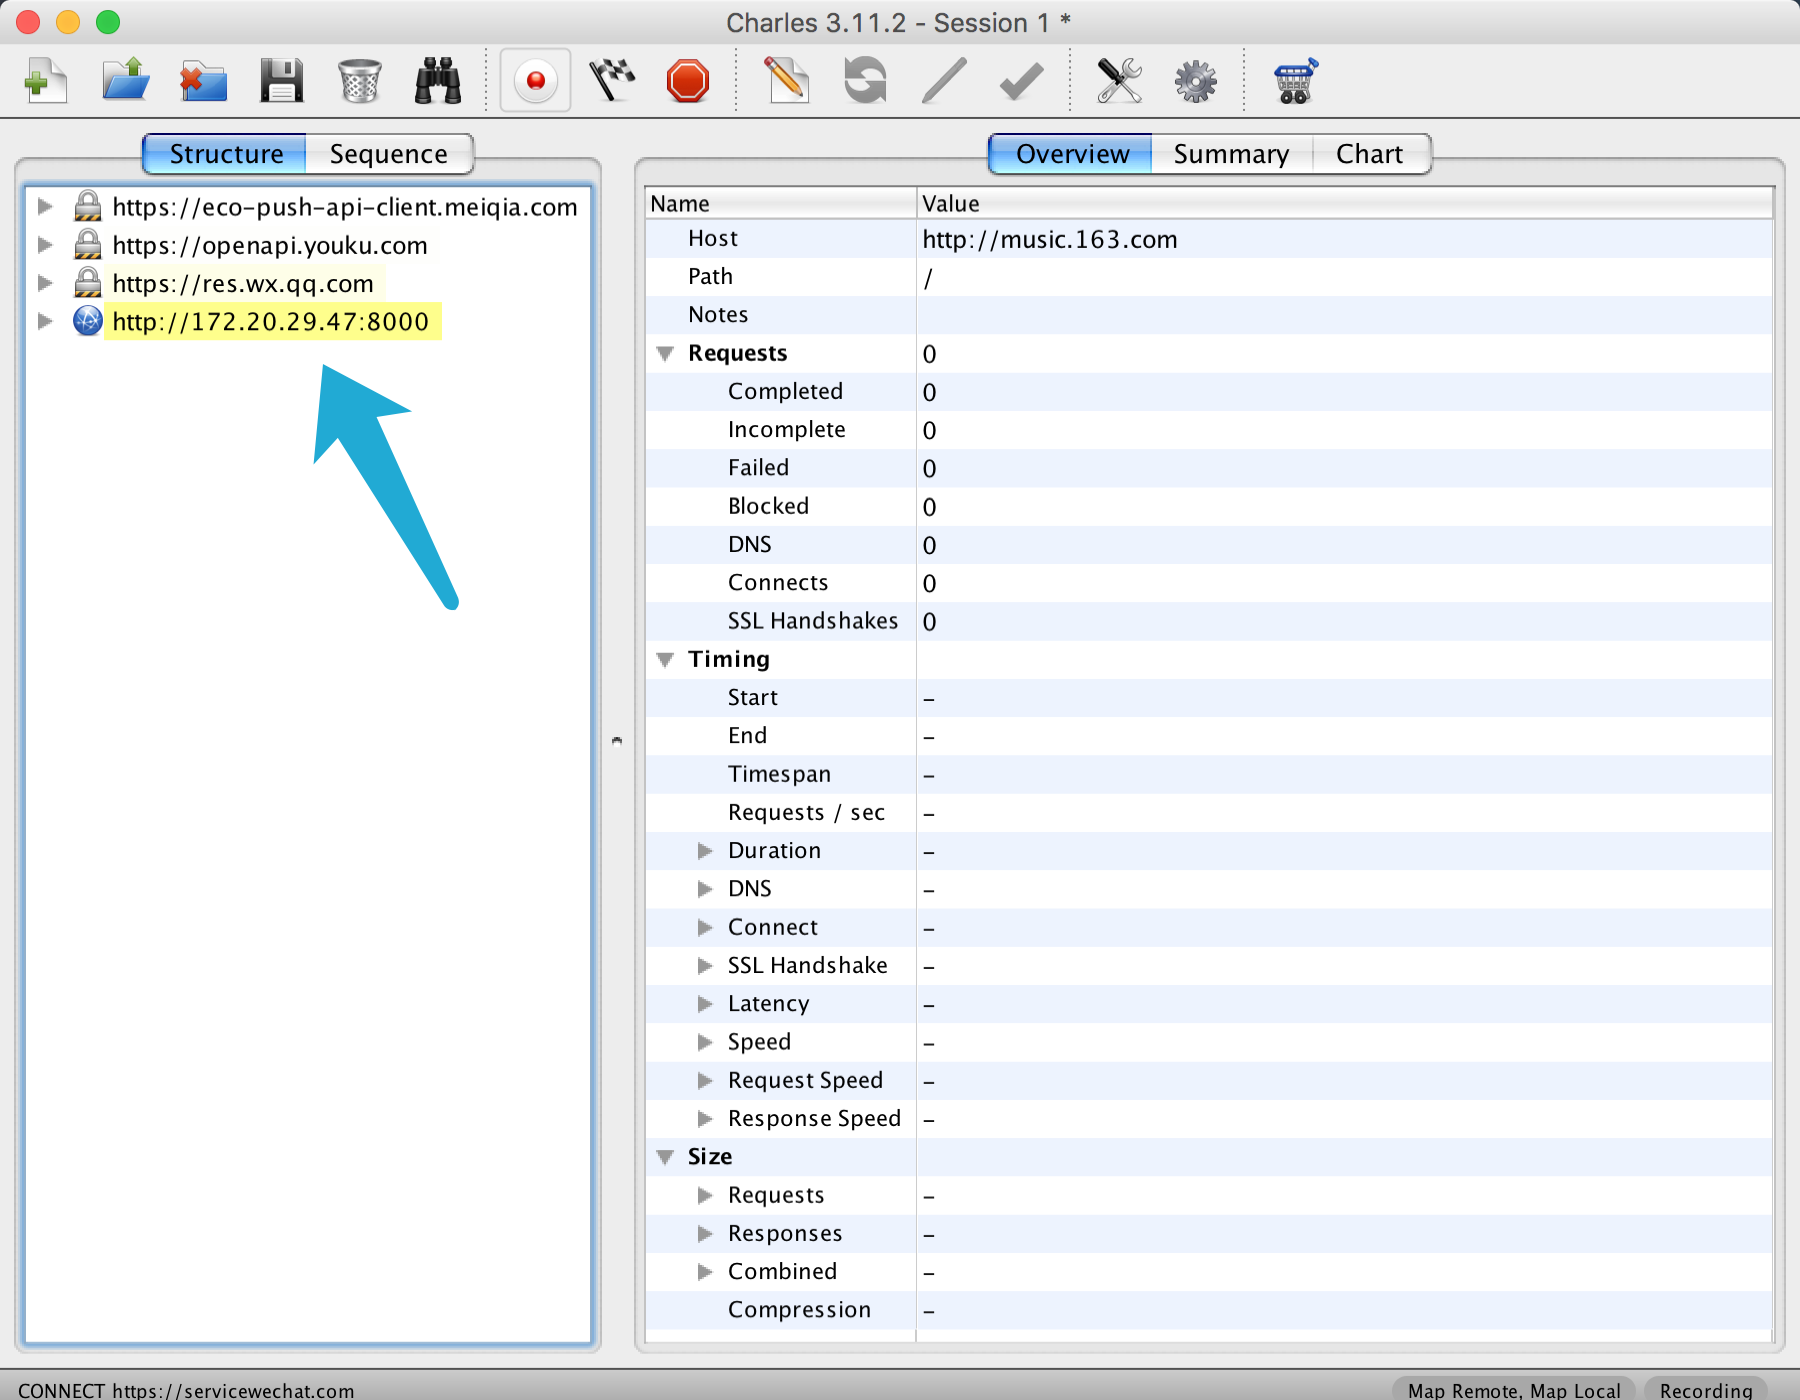 Charles 3.11.2 - Session 1 *
Structure
Sequence
https://eco-push-api-client.meiqia.com
https://openapi.youku.com
https://res.wx.qq.com
http://172.20.29.47:8000
Overview
Summary
Chart
Name Value
Host http://music.163.com
Path /
Notes
Requests 0
Completed 0
Incomplete 0
Failed 0
Blocked 0
DNS 0
Connects 0
SSL Handshakes 0
Timing
Start –
End –
Timespan –
Requests / sec –
Duration –
DNS –
Connect –
SSL Handshake –
Latency –
Speed –
Request Speed –
Response Speed –
Size
Requests –
Responses –
Combined –
Compression –
CONNECT https://servicewechat.com
Map Remote, Map Local
Recording